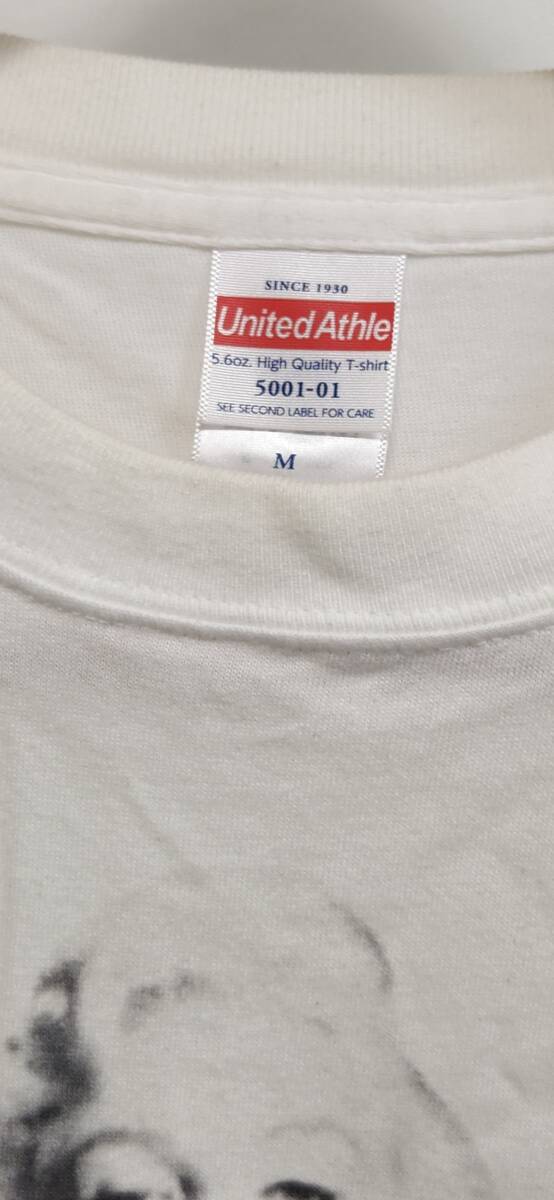 SINCE 1930
UnitedAthle
5.6oz. High Quality T-shirt
5001-01
SEE SECOND LABEL FOR CARE
M